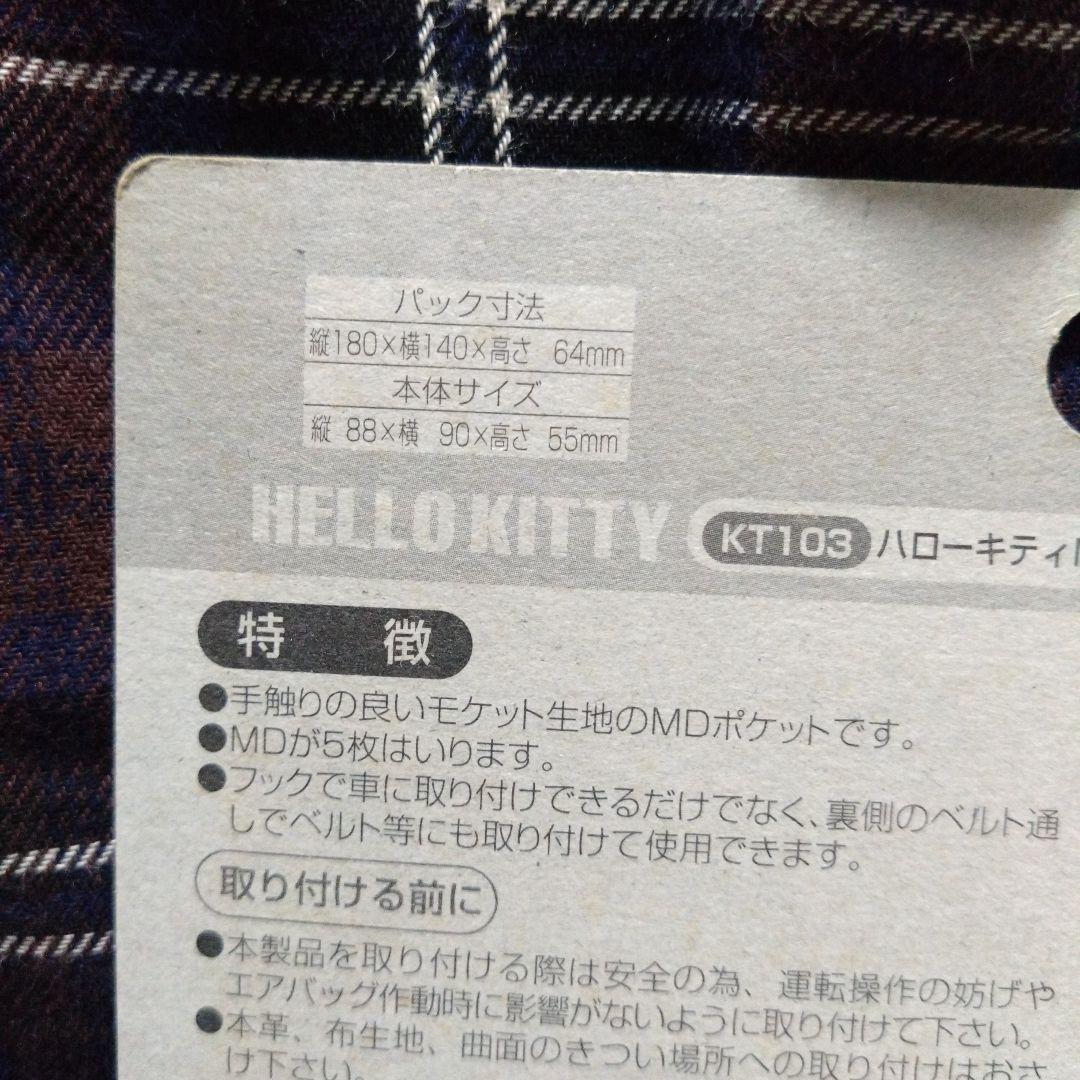 パック寸法
縦180×横140×高さ 64mm
本体サイズ
縦 88×横 90×高さ 55mm
HELLO KITTY KT103 ハローキティ
特 徴
●手触りの良いモケット生地のMDポケットです。
●MDが5枚はいります。
●フックで車に取り付けできるだけでなく、裏側のベルト通
しでベルト等にも取り付けて使用できます。
取り付ける前に
●本製品を取り付ける際は安全の為、運転操作の妨げや
エアバッグ作動時に影響がないように取り付けて下さい。
●本革、布生地、曲面のきつい場所への取り付けはおさ
け下さい。